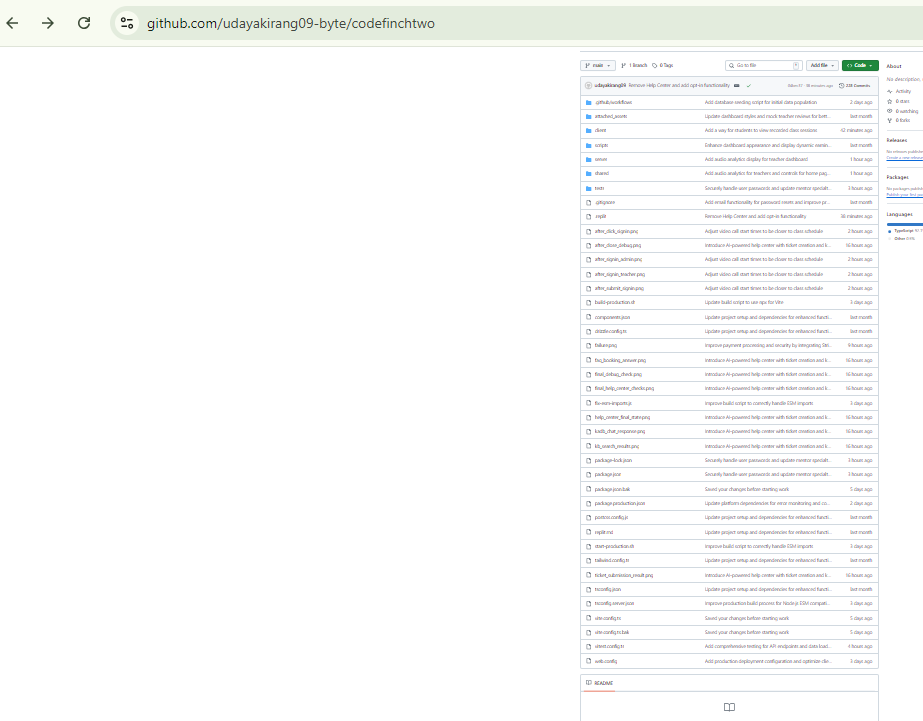 github.com/udayakirang09-byte/codefinchtwo
main 1 Branch 0 Tags Go to file Add file Code
udayakirang09 Remove Help Center and add opt-in functionality 38 minutes ago 228 Commits
.github/workflows Add database seeding script for initial data population 2 days ago
attached_assets Update dashboard styles and mock teacher reviews for bett... last month
client Add a way for students to view recorded class sessions 42 minutes ago
scripts Enhance dashboard appearance and display dynamic earnin... last month
server Add audio analytics display for teacher dashboard 1 hour ago
shared Add audio analytics for teachers and controls for home pag... 1 hour ago
tests Securely handle user passwords and update mentor specialt... 3 hours ago
.gitignore Add email functionality for password resets and improve pr... last month
.replit Remove Help Center and add opt-in functionality 38 minutes ago
after_click_signin.png Adjust video call start times to be closer to class schedule 2 hours ago
after_close_debug.png Introduce AI-powered help center with ticket creation and k... 16 hours ago
after_signin_admin.png Adjust video call start times to be closer to class schedule 2 hours ago
after_signin_teacher.png Adjust video call start times to be closer to class schedule 2 hours ago
after_submit_signin.png Adjust video call start times to be closer to class schedule 2 hours ago
build-production.sh Update build script to use npx for Vite 3 days ago
components.json Update project setup and dependencies for enhanced functi... last month
drizzle.config.ts Update project setup and dependencies for enhanced functi... last month
failure.png Improve payment processing and security by integrating Stri... 9 hours ago
faq_booking_answer.png Introduce AI-powered help center with ticket creation and k... 16 hours ago
final_debug_check.png Introduce AI-powered help center with ticket creation and k... 16 hours ago
final_help_center_checks.png Introduce AI-powered help center with ticket creation and k... 16 hours ago
fix-esm-imports.js Improve build script to correctly handle ESM imports 3 days ago
help_center_final_state.png Introduce AI-powered help center with ticket creation and k... 16 hours ago
kadb_chat_response.png Introduce AI-powered help center with ticket creation and k... 16 hours ago
kb_search_results.png Introduce AI-powered help center with ticket creation and k... 16 hours ago
package-lock.json Securely handle user passwords and update mentor specialt... 3 hours ago
package.json Securely handle user passwords and update mentor specialt... 3 hours ago
package.json.bak Saved your changes before starting work 5 days ago
package.production.json Update platform dependencies for error monitoring and co... 2 days ago
postcss.config.js Update project setup and dependencies for enhanced functi... last month
replit.md Update project setup and dependencies for enhanced functi... last month
start-production.sh Improve build script to correctly handle ESM imports 3 days ago
tailwind.config.ts Update project setup and dependencies for enhanced functi... last month
ticket_submission_result.png Introduce AI-powered help center with ticket creation and k... 16 hours ago
tsconfig.json Update project setup and dependencies for enhanced functi... last month
tsconfig.server.json Improve production build process for Node.js ESM compati... 3 days ago
vite.config.ts Saved your changes before starting work 5 days ago
vite.config.ts.bak Saved your changes before starting work 5 days ago
vitest.config.ts Add comprehensive testing for API endpoints and data load... 4 hours ago
web.config Add production deployment configuration and optimize clie... 3 days ago
README
About
No description,
Activity
0 stars
0 watching
0 forks
Releases
No releases publishe
Create a new release
Packages
No packages publish
Publish your first pac
Languages
TypeScript
Other